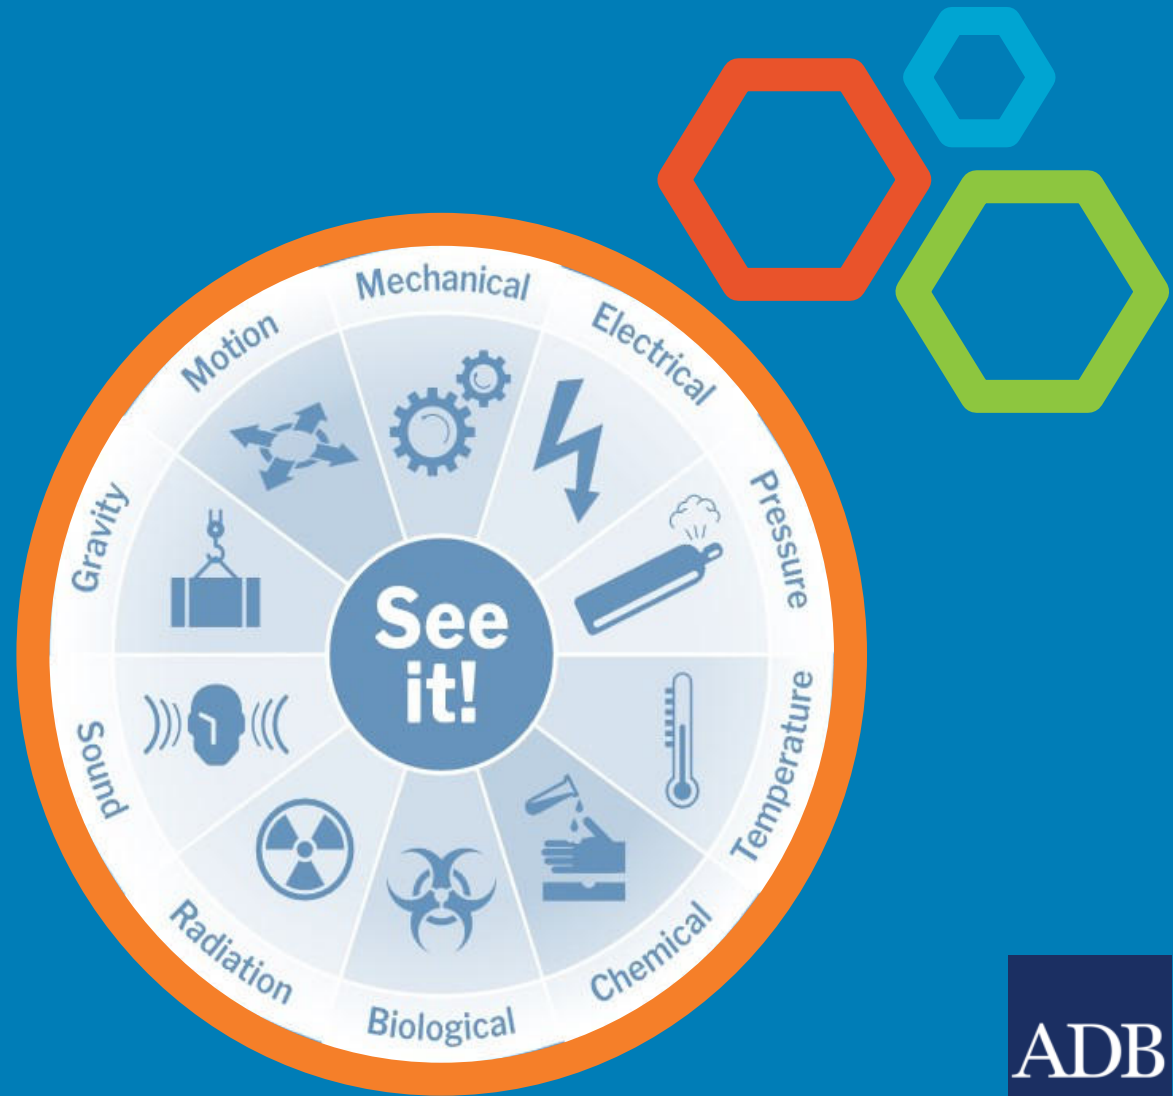 Mechanical
Electrical
Pressure
Temperature
Chemical
Biological
Radiation
Sound
Gravity
Motion
See
it!
ADB